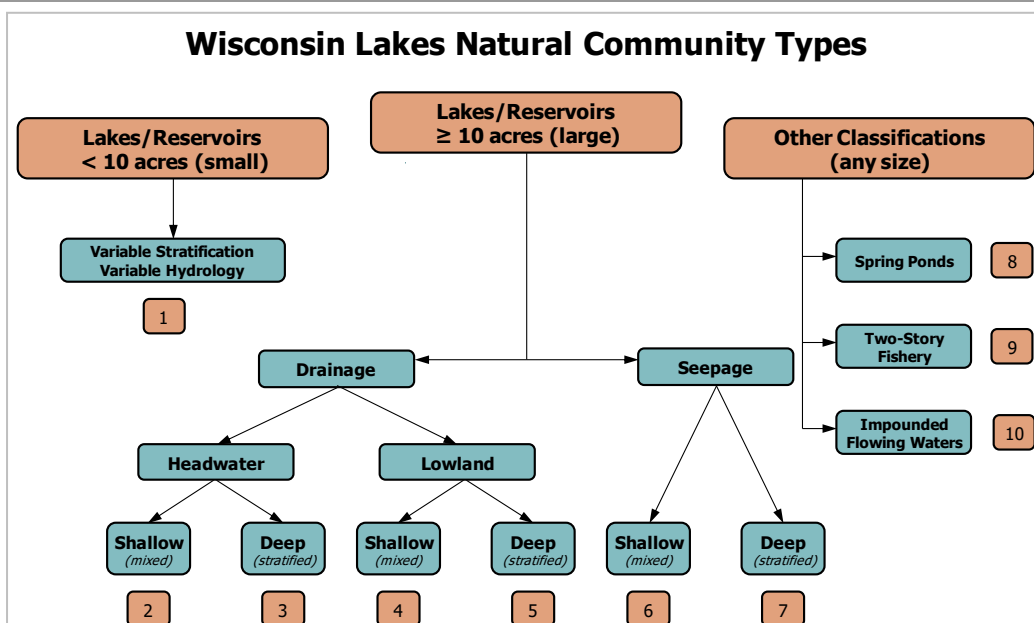 Wisconsin Lakes Natural Community Types
Lakes/Reservoirs
< 10 acres (small)
Lakes/Reservoirs
≥ 10 acres (large)
Other Classifications
(any size)
Variable Stratification
Variable Hydrology
1
Spring Ponds
8
Two-Story
Fishery
9
Impounded
Flowing Waters
10
Drainage
Seepage
Headwater
Lowland
Shallow
(mixed)
Deep
(stratified)
Shallow
(mixed)
Deep
(stratified)
Shallow
(mixed)
Deep
(stratified)
2
3
4
5
6
7